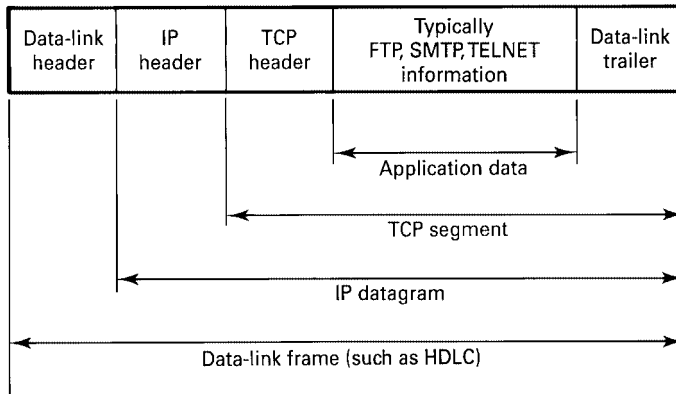 Data-link
header
IP
header
TCP
header
Typically
FTP, SMTP, TELNET
information
Data-link
trailer
Application data
TCP segment
IP datagram
Data-link frame (such as HDLC)